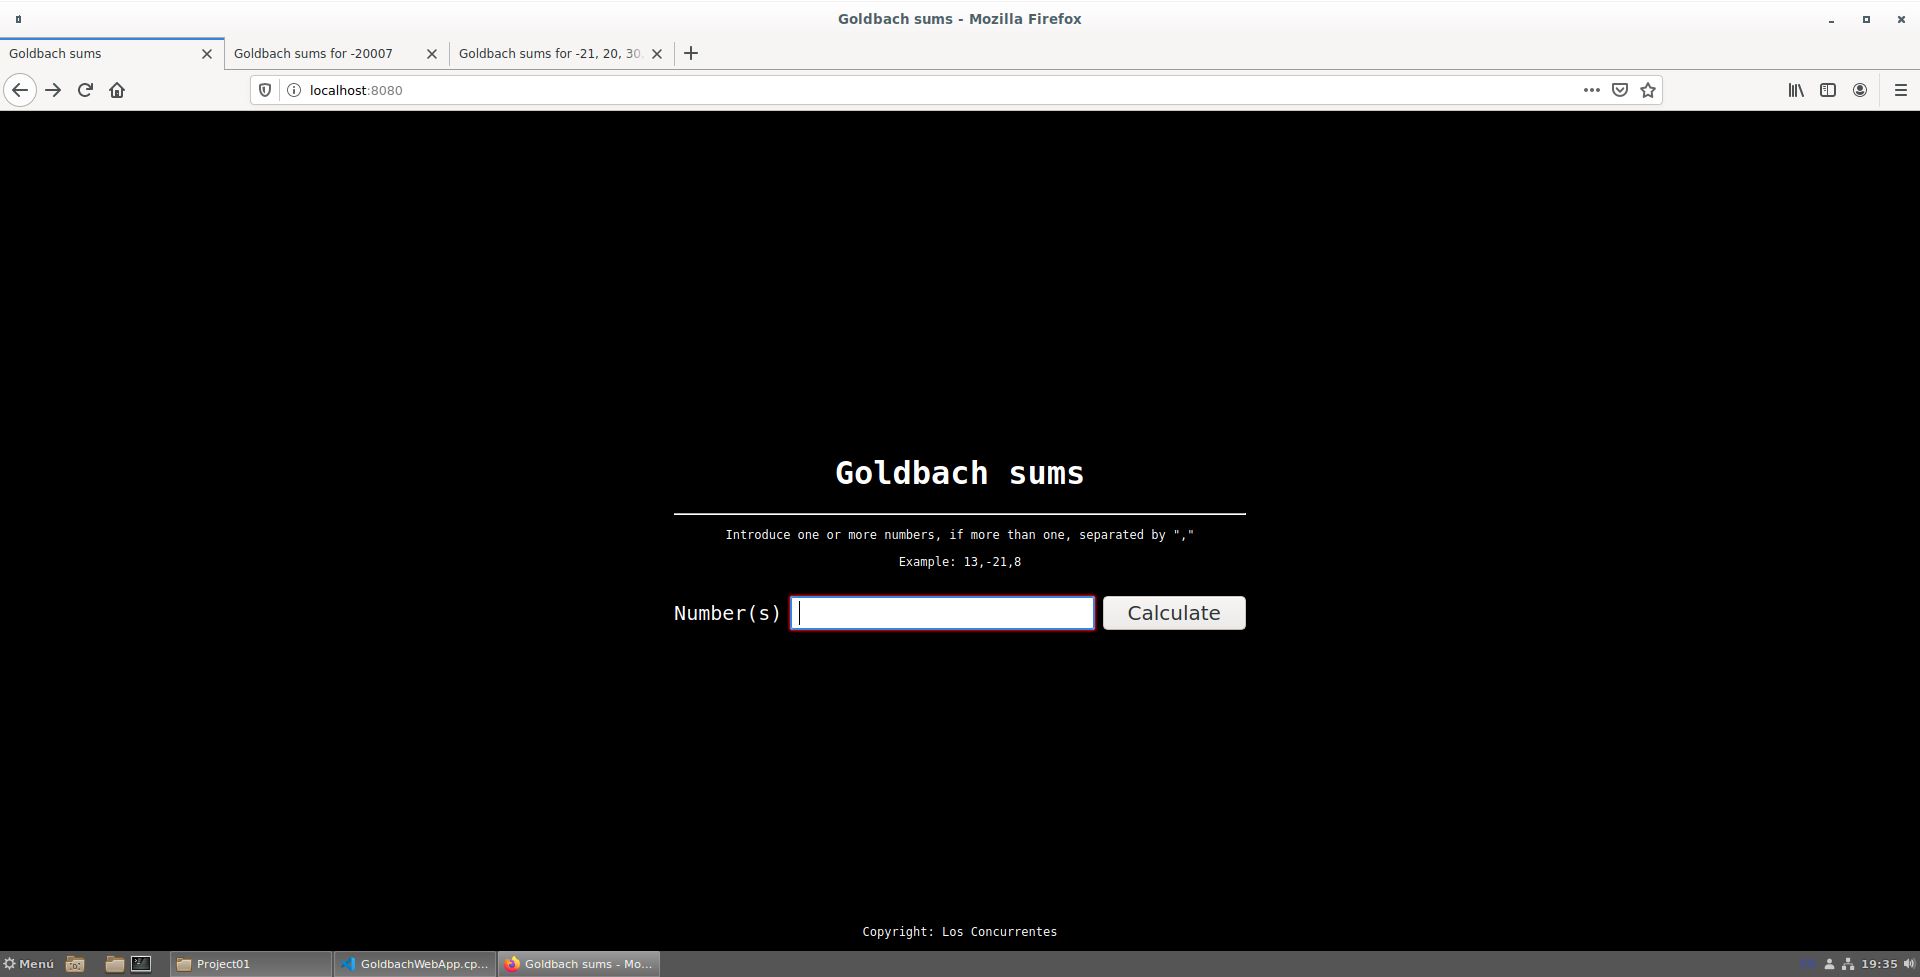 Goldbach sums - Mozilla Firefox
Goldbach sums
Goldbach sums for -20007
Goldbach sums for -21, 20, 30,
localhost:8080
Goldbach sums
Introduce one or more numbers, if more than one, separated by ","
Example: 13,-21,8
Number(s)
Calculate
Copyright: Los Concurrentes
Menú
Project01
GoldbachWebApp.cp...
Goldbach sums - Mo...
19:35